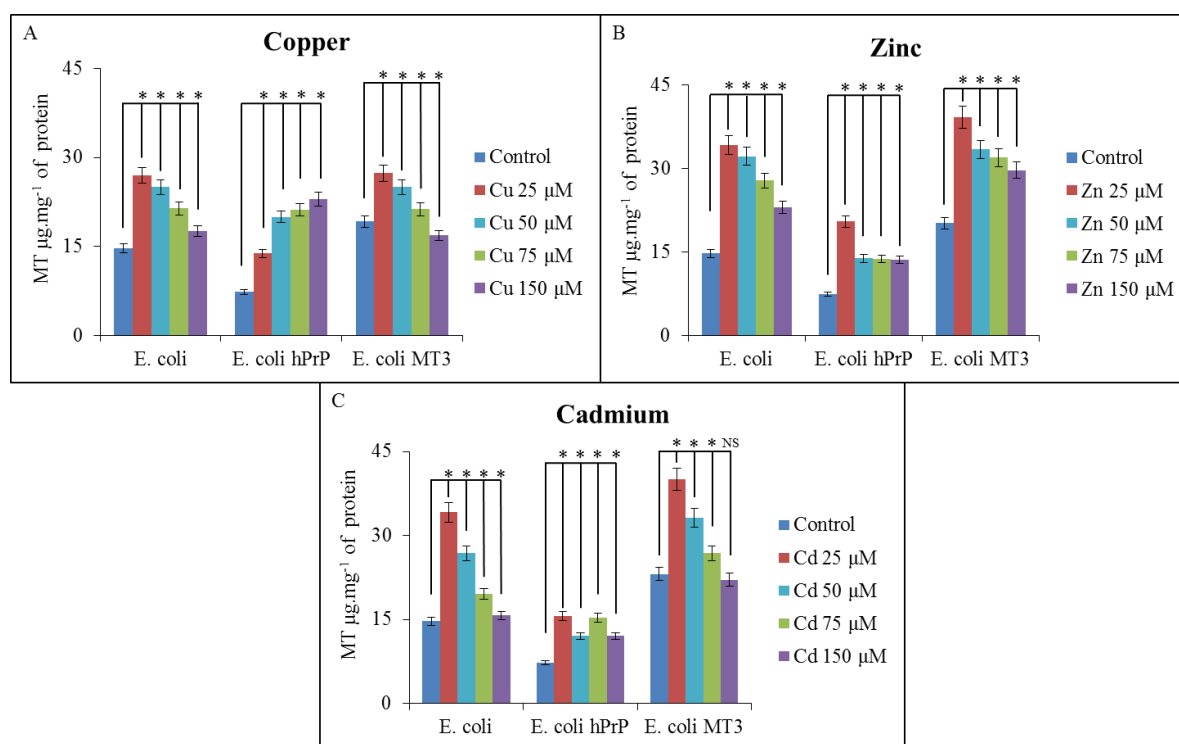 A
Copper
MT µg.mg⁻¹ of protein
45
30
15
0
* * * *
* * * *
* * * *
E. coli
E. coli hPrP
E. coli MT3
Control
Cu 25 µM
Cu 50 µM
Cu 75 µM
Cu 150 µM
B
Zinc
MT µg.mg⁻¹ of protein
45
30
15
0
* * * *
* * * *
* * * *
E. coli
E. coli hPrP
E. coli MT3
Control
Zn 25 µM
Zn 50 µM
Zn 75 µM
Zn 150 µM
C
Cadmium
MT µg.mg⁻¹ of protein
45
30
15
0
* * * *
* * * *
* * * NS
E. coli
E. coli hPrP
E. coli MT3
Control
Cd 25 µM
Cd 50 µM
Cd 75 µM
Cd 150 µM